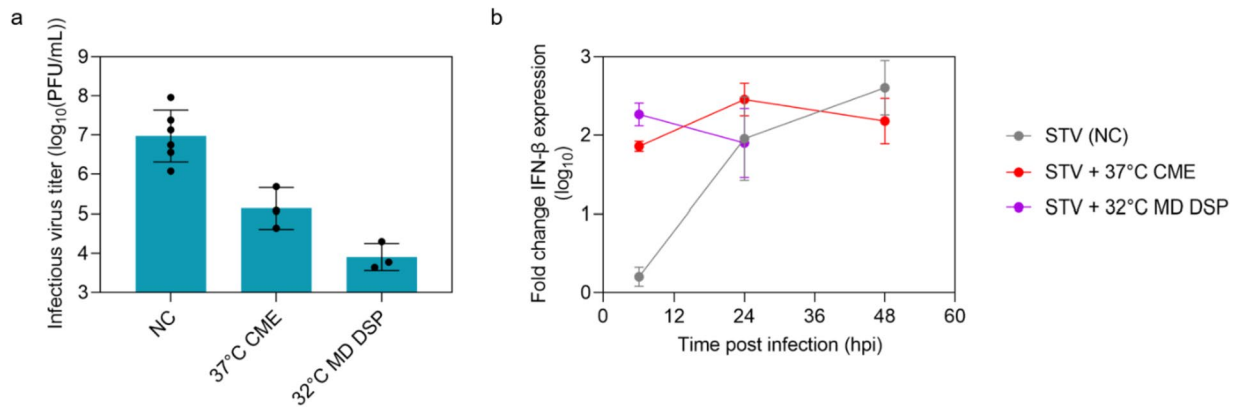 a
Infectious virus titer (log10(PFU/mL))
9
8
7
6
5
4
3
NC
37°C CME
32°C MD DSP
b
Fold change IFN-β expression
(log10)
3
2
1
0
0 12 24 36 48 60
Time post infection (hpi)
STV (NC)
STV + 37°C CME
STV + 32°C MD DSP